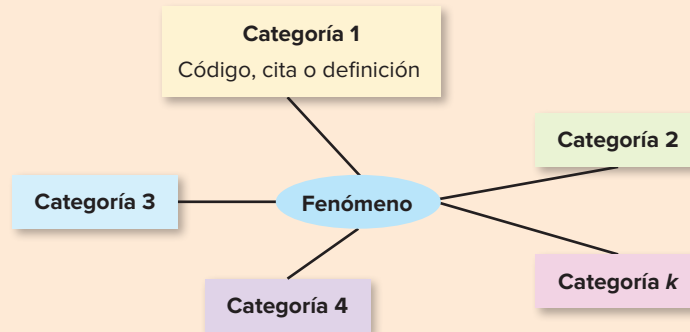 Categoría 1
Código, cita o definición
Categoría 2
Categoría 3
Fenómeno
Categoría k
Categoría 4